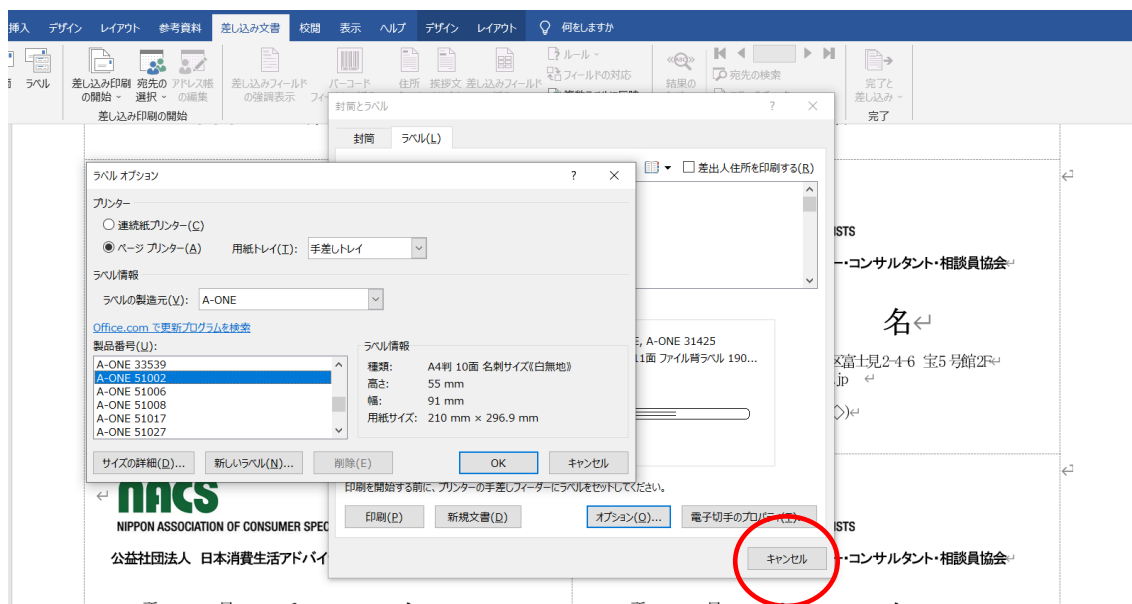 挿入 デザイン レイアウト 参考資料 差し込み文書 校閲 表示 ヘルプ デザイン レイアウト 何をしますか
ラベル 差し込み印刷の開始 宛先の選択 アドレス帳の編集 差し込みフィールドの強調表示 バーコード 住所 挨拶文 差し込みフィールド
ルール
フィールドの対応
結果の
宛先の検索
完了と差し込み
差し込み印刷の開始
完了
封筒とラベル ? ×
封筒 ラベル(L)
差出人住所を印刷する(R)
ラベル オプション ? ×
プリンター
連続紙プリンター(C)
ページ プリンター(A) 用紙トレイ(T): 手差しトレイ
ラベル情報
ラベルの製造元(V): A-ONE
Office.com で更新プログラムを検索
製品番号(U):
A-ONE 33539
A-ONE 51002
A-ONE 51006
A-ONE 51008
A-ONE 51017
A-ONE 51027
ラベル情報
種類: A4判 10面 名刺サイズ《白無地》
高さ: 55 mm
幅: 91 mm
用紙サイズ: 210 mm × 296.9 mm
サイズの詳細(D)... 新しいラベル(N)... 削除(E) OK キャンセル
, A-ONE 31425
11面 ファイル背ラベル 190...
印刷を開始する前に、プリンターの手差しフィーダーにラベルをセットしてください。
印刷(P) 新規文書(D) オプション(O)... 電子切手のプロパティ(E)...
キャンセル
ISTS
ー・コンサルタント・相談員協会
名
富士見2-4-6 宝5号館2F
.jp
nacs
NIPPON ASSOCIATION OF CONSUMER SPEC
ISTS
公益社団法人 日本消費生活アドバイ
ー・コンサルタント・相談員協会